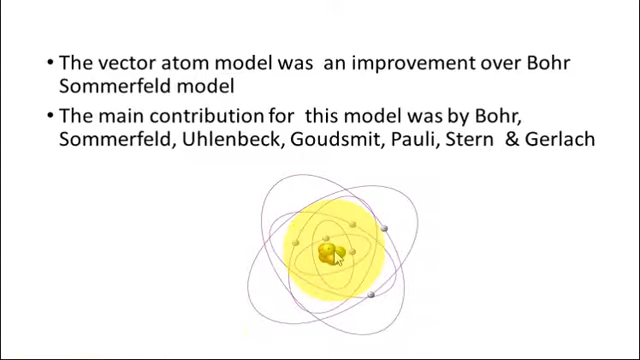 • The vector atom model was  an improvement over Bohr
Sommerfeld model
• The main contribution for  this model was by Bohr,
Sommerfeld, Uhlenbeck, Goudsmit, Pauli, Stern  & Gerlach